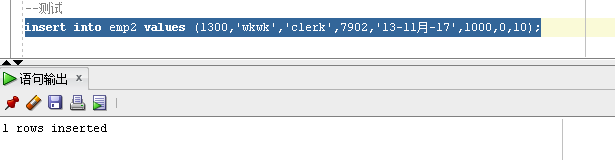 --测试
insert into emp2 values (1300,'wkwk','clerk',7902,'13-11月-17',1000,0,10);
语句输出 x
1 rows inserted